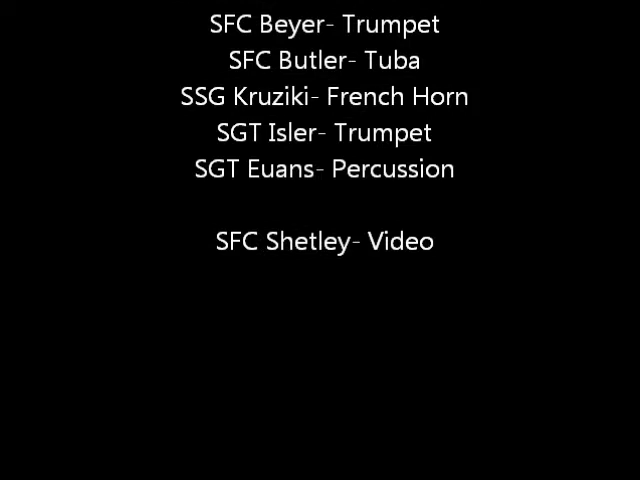 SFC Beyer- Trumpet
SFC Butler- Tuba
SSG Kruziki- French Horn
SGT Isler- Trumpet
SGT Euans- Percussion
SFC Shetley- Video